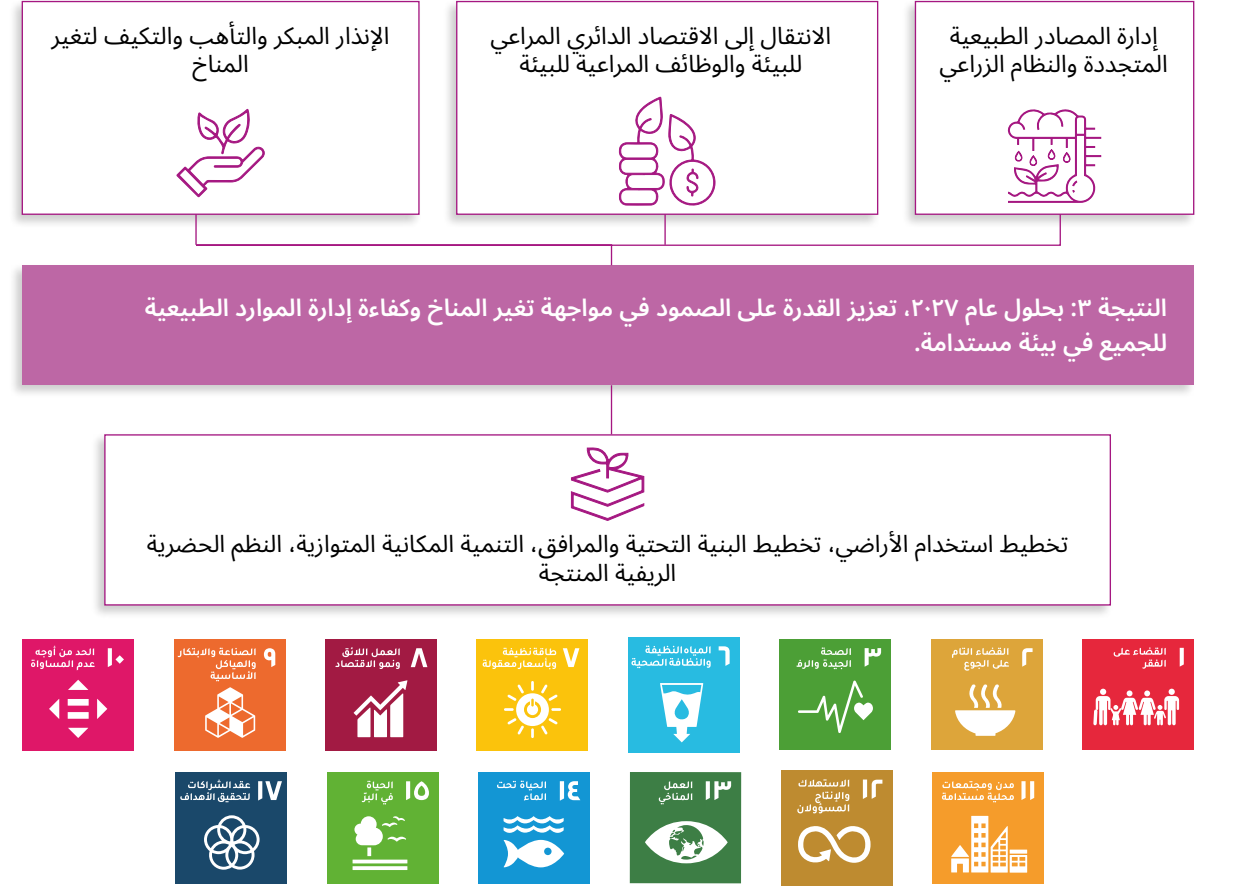 إدارة المصادر الطبيعية
المتجددة والنظام الزراعي
الانتقال إلى الاقتصاد الدائري المراعي
للبيئة والوظائف المراعية للبيئة
الإنذار المبكر والتأهب والتكيف لتغير
المناخ
$
النتيجة ٣: بحلول عام ٢٠٢٧، تعزيز القدرة على الصمود في مواجهة تغير المناخ وكفاءة إدارة الموارد الطبيعية
للجميع في بيئة مستدامة.
تخطيط استخدام الأراضي، تخطيط البنية التحتية والمرافق، التنمية المكانية المتوازية، النظم الحضرية
الريفية المنتجة
١ القضاء على
الفقر
٢ القضاء التام
على الجوع
٣ الصحة
الجيدة والرف
٦ المياه النظيفة
والنظافة الصحية
٧ طاقة نظيفة
وبأسعار معقولة
٨ العمل اللائق
ونمو الاقتصاد
٩ الصناعة والابتكار
والهياكل
الأساسية
١٠ الحد من أوجه
عدم المساواة
١١ مدن ومجتمعات
محلية مستدامة
١٢ الاستهلاك
والإنتاج
المسؤولان
١٣ العمل
المناخي
١٤ الحياة تحت
الماء
١٥ الحياة
في البرّ
١٧ عقد الشراكات
لتحقيق الأهداف